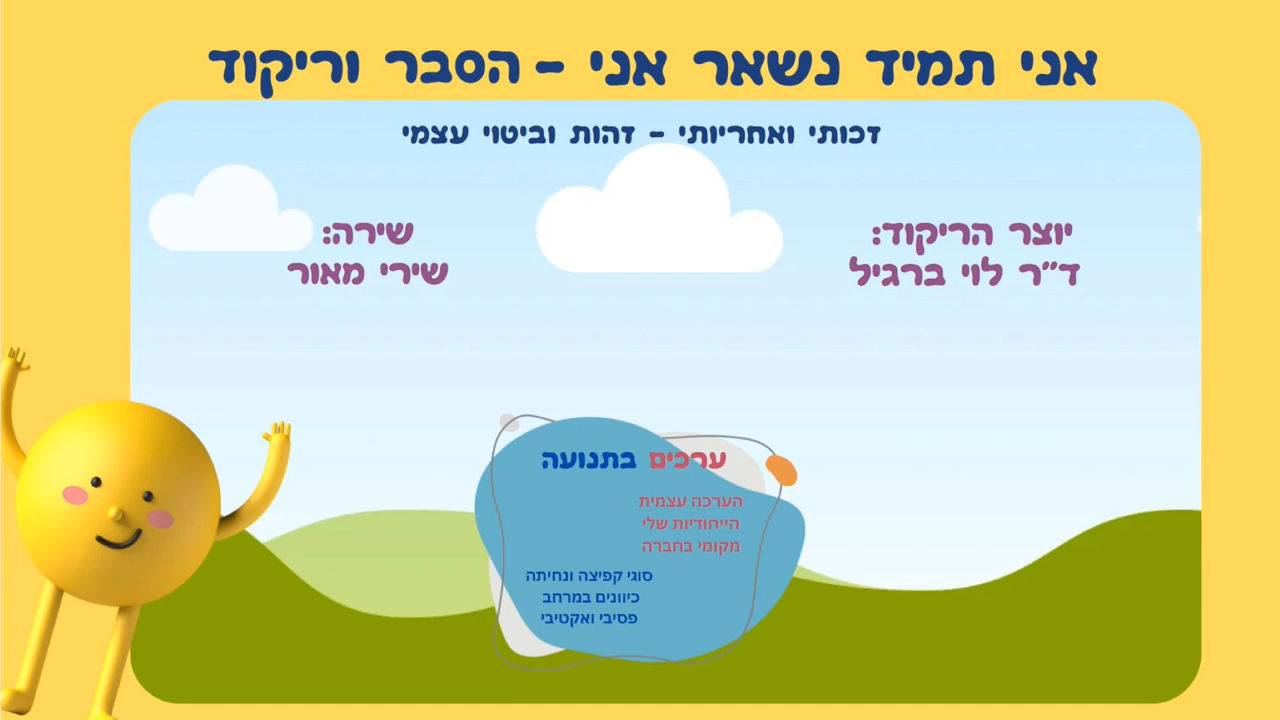 אני תמיד נשאר אני - הסבר וריקוד
זכותי ואחריותי - זהות וביטוי עצמי
יוצר הריקוד:
ד"ר לוי ברגיל
שירה:
שירי מאור
ערכים בתנועה
הערכה עצמית
הייחודיות שלי
מקומי בחברה
סוגי קפיצה ונחיתה
כיוונים במרחב
פסיבי ואקטיבי